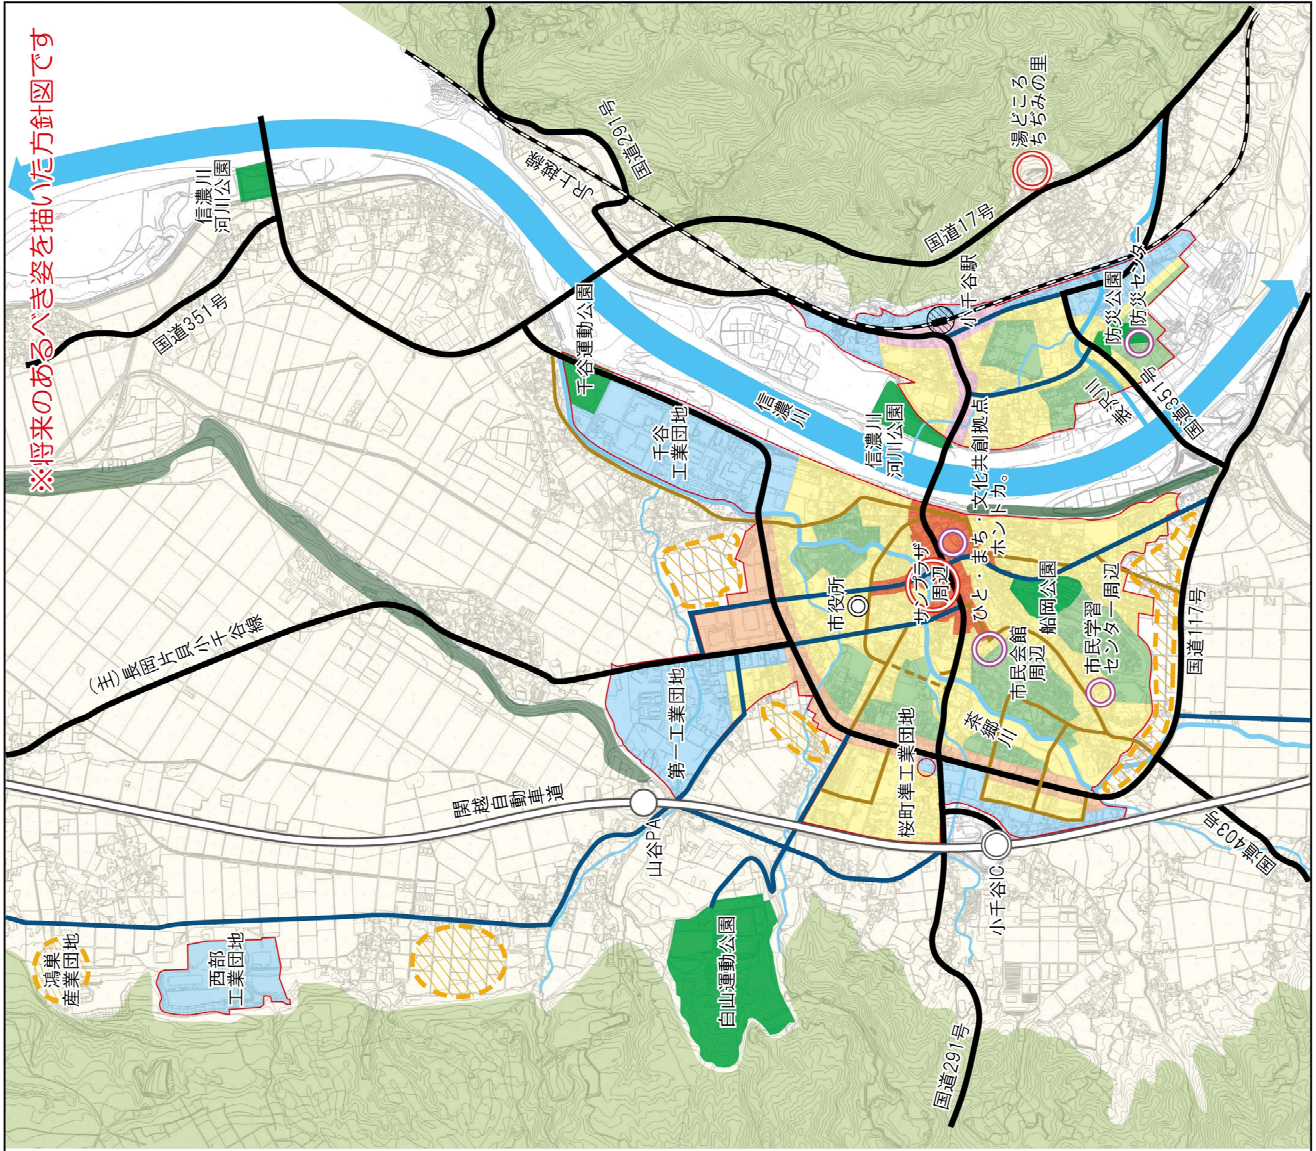 ※将来のあるべき姿を描いた方針図です
信濃川
河川公園
国道351号
JR上越線
国道291号
湯どころ
ちぢみの里
国道17号
千谷運動公園
小千谷駅
防災公園
防災センター
千谷
工業団地
信濃川
信濃川
河川公園
茶沢川
国道351号
ひと・まち・文化共創拠点
ホントカ。
サンプラザ
周辺
市役所
船岡公園
市民会館
周辺
市民学習
センター周辺
国道117号
(主)長岡片貝小千谷線
第一工業団地
桜町準工業団地
茶郷川
関越自動車道
山谷PA
小千谷IC
国道403号
鴻巣
産業団地
西部
工業団地
白山運動公園
国道291号